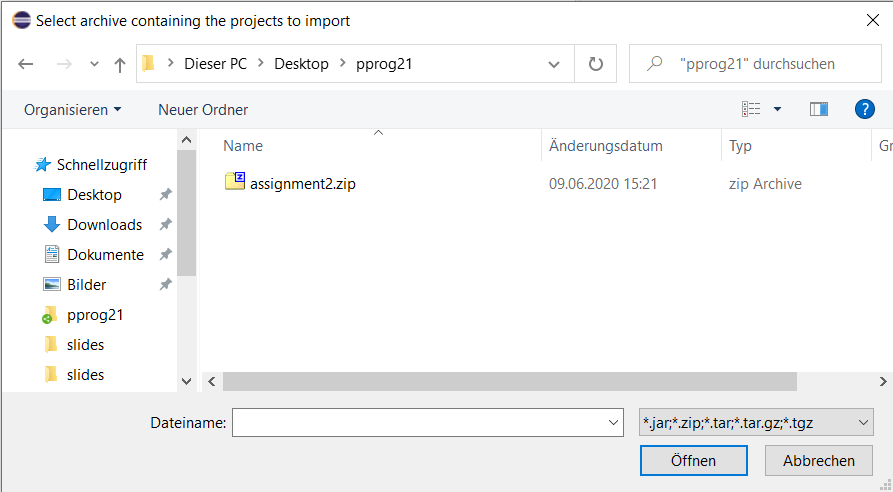 Select archive containing the projects to import
Dieser PC > Desktop > pprog21
"pprog21" durchsuchen
Organisieren
Neuer Ordner
Schnellzugriff
Desktop
Downloads
Dokumente
Bilder
pprog21
slides
slides
Name
Änderungsdatum
Typ
Gr
assignment2.zip
09.06.2020 15:21
zip Archive
Dateiname:
*.jar;*.zip;*.tar;*.tar.gz;*.tgz
Öffnen
Abbrechen